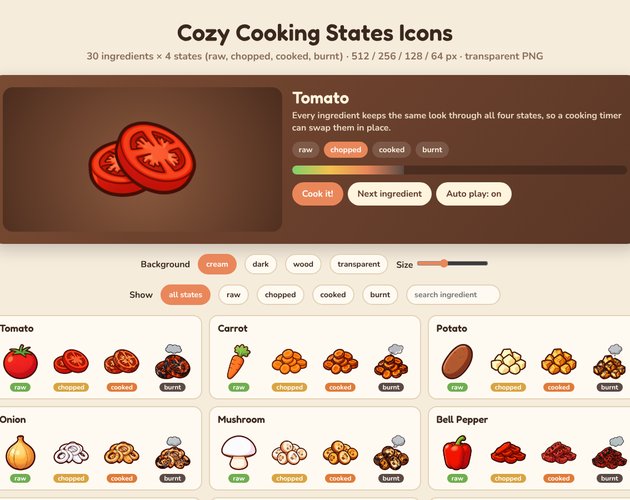 Cozy Cooking States Icons
30 ingredients × 4 states (raw, chopped, cooked, burnt) · 512 / 256 / 128 / 64 px · transparent PNG
Tomato
Every ingredient keeps the same look through all four states, so a cooking timer
can swap them in place.
raw chopped cooked burnt
Cook it! Next ingredient Auto play: on
Background cream dark wood transparent Size
Show all states raw chopped cooked burnt search ingredient
Tomato Carrot Potato
raw chopped cooked burnt raw chopped cooked burnt raw chopped cooked burnt
Onion Mushroom Bell Pepper
raw chopped cooked burnt raw chopped cooked burnt raw chopped cooked burnt